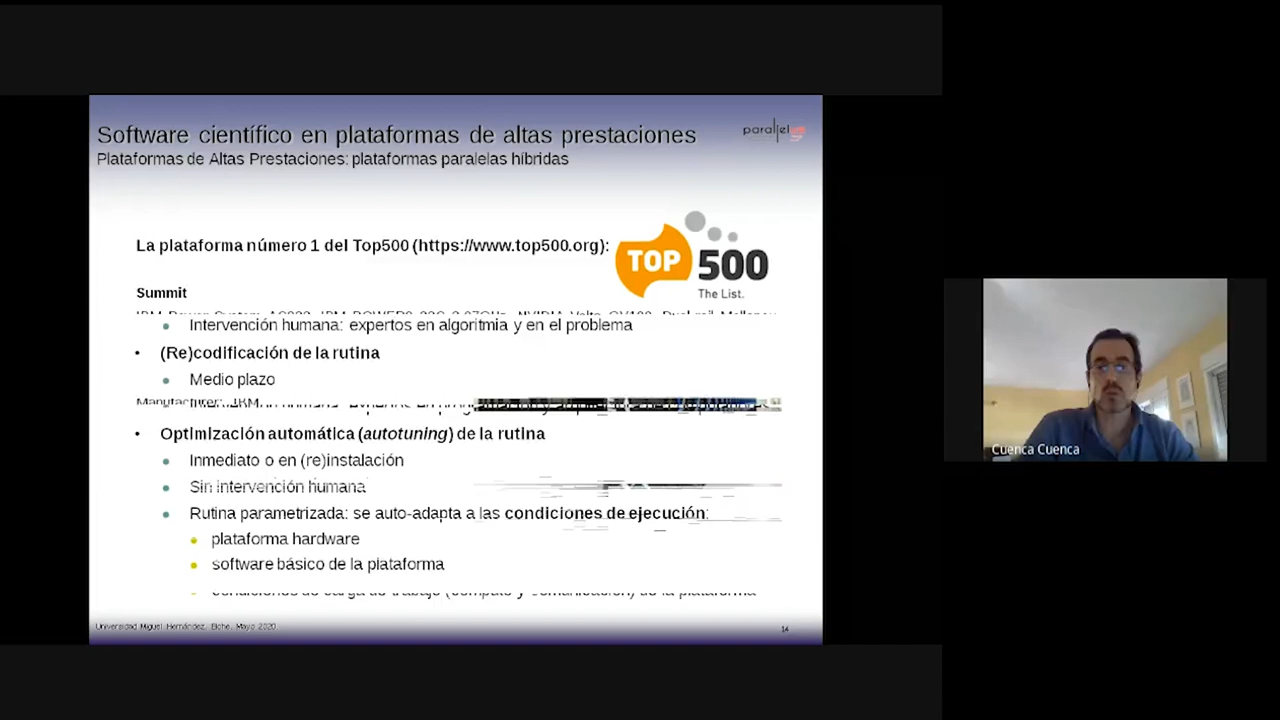 Software científico en plataformas de altas prestaciones
Plataformas de Altas Prestaciones: plataformas paralelas híbridas
parallel
La plataforma número 1 del Top500 (https://www.top500.org):
TOP 500
The List.
Summit
Intervención humana: expertos en algoritmia y en el problema
• (Re)codificación de la rutina
Medio plazo
Manufacturer: IBM
• Optimización automática (autotuning) de la rutina
Inmediato o en (re)instalación
Sin intervención humana
Rutina parametrizada: se auto-adapta a las condiciones de ejecución:
plataforma hardware
software básico de la plataforma
Universidad Miguel Hernández. Elche. Mayo 2020.
14
Cuenca Cuenca